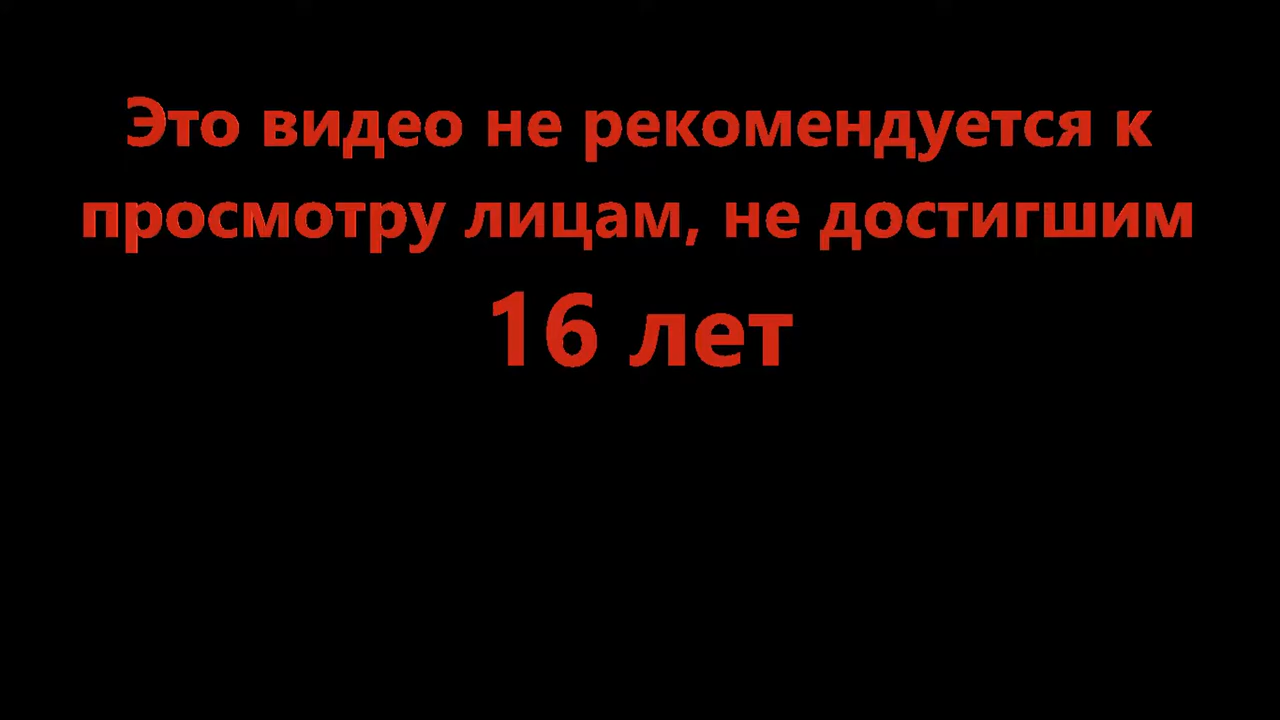 Это видео не рекомендуется к
просмотру лицам, не достигшим
16 лет